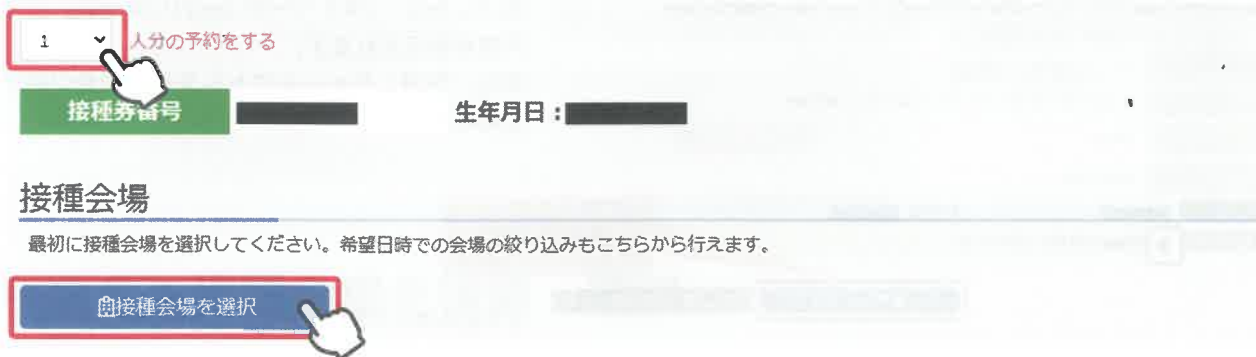 1 人分の予約をする
接種券番号 生年月日：
接種会場
最初に接種会場を選択してください。希望日時での会場の絞り込みもこちらから行えます。
接種会場を選択